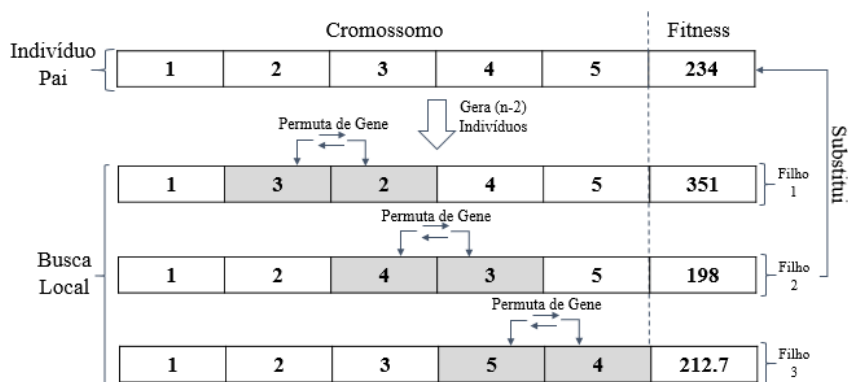 Cromossomo Fitness
Indivíduo
Pai
1 2 3 4 5 234
Gera (n-2)
Indivíduos
Permuta de Gene
1 3 2 4 5 351
Filho
1
Substitui
Permuta de Gene
Busca
Local
1 2 4 3 5 198
Filho
2
Permuta de Gene
1 2 3 5 4 212.7
Filho
3